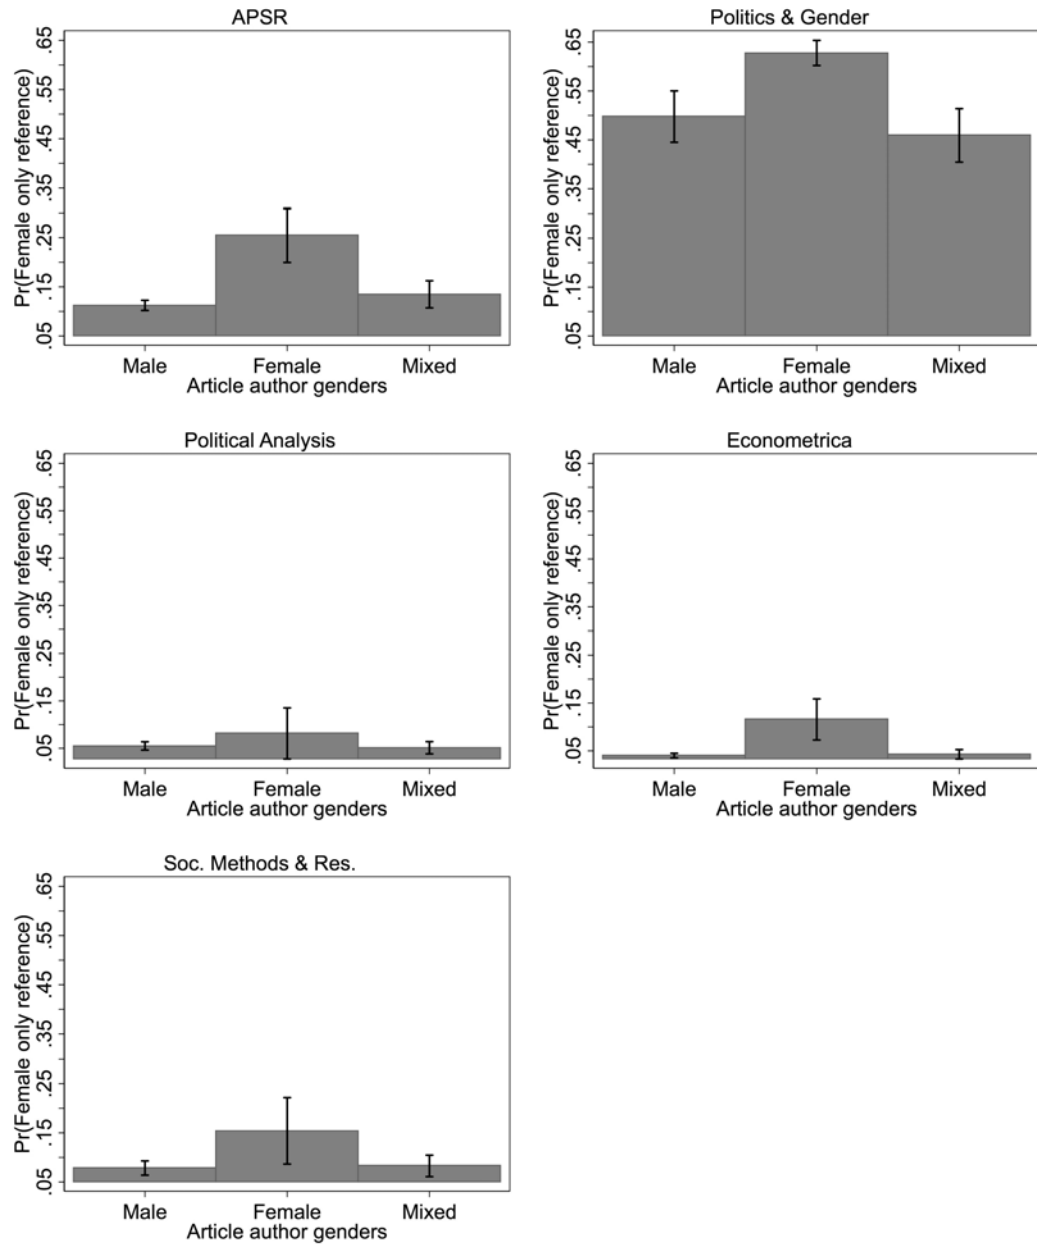 APSR
Pr(Female only reference)
.65
.55
.45
.35
.25
.15
.05
Male Female Mixed
Article author genders
Politics & Gender
Pr(Female only reference)
.65
.55
.45
.35
.25
.15
.05
Male Female Mixed
Article author genders
Political Analysis
Pr(Female only reference)
.65
.55
.45
.35
.25
.15
.05
Male Female Mixed
Article author genders
Econometrica
Pr(Female only reference)
.65
.55
.45
.35
.25
.15
.05
Male Female Mixed
Article author genders
Soc. Methods & Res.
Pr(Female only reference)
.65
.55
.45
.35
.25
.15
.05
Male Female Mixed
Article author genders